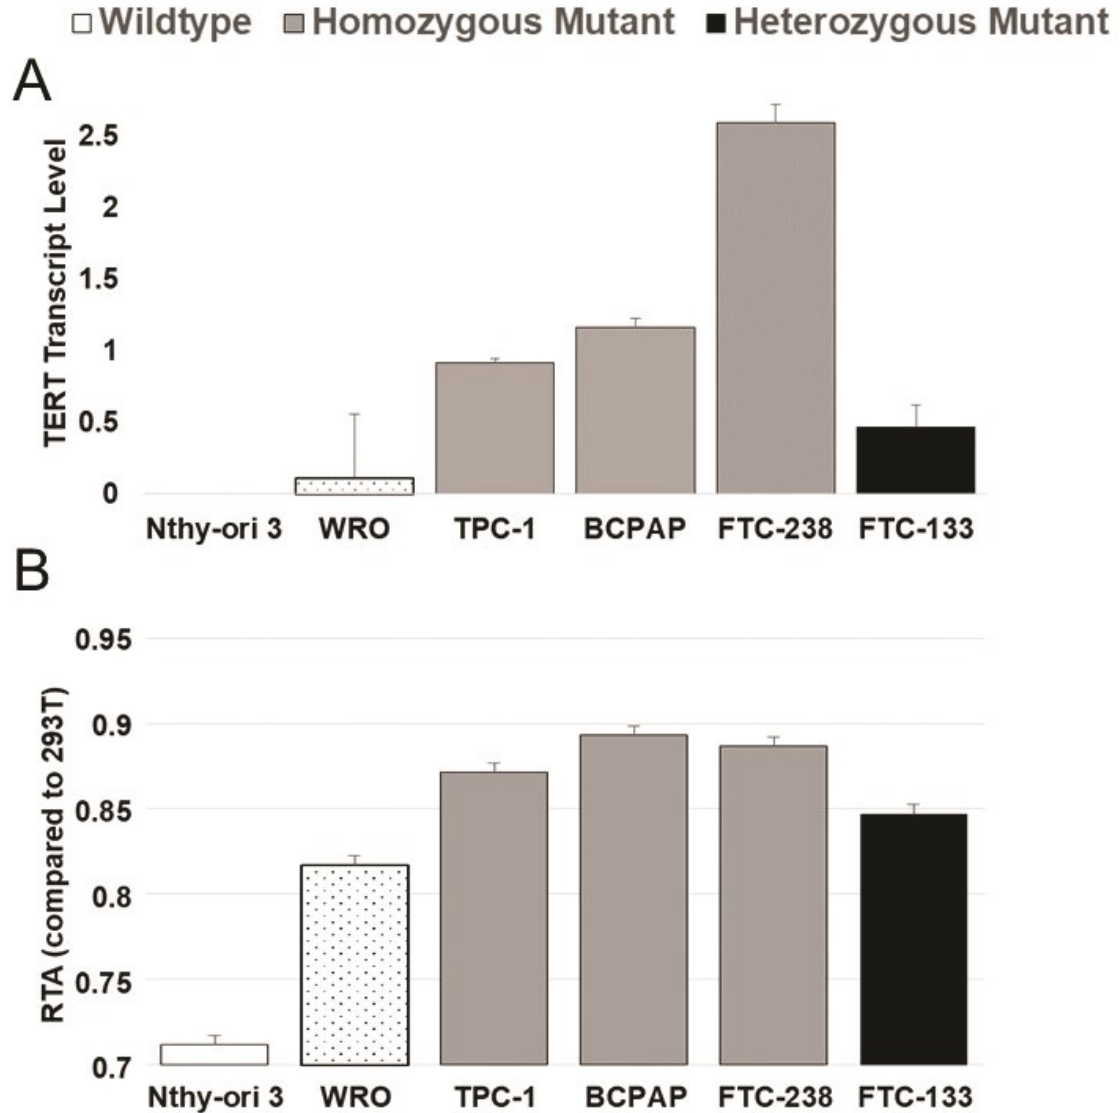 Wildtype Homozygous Mutant Heterozygous Mutant
A
TERT Transcript Level
2.5
2
1.5
1
0.5
0
Nthy-ori 3 WRO TPC-1 BCPAP FTC-238 FTC-133
B
RTA (compared to 293T)
0.95
0.9
0.85
0.8
0.75
0.7
Nthy-ori 3 WRO TPC-1 BCPAP FTC-238 FTC-133